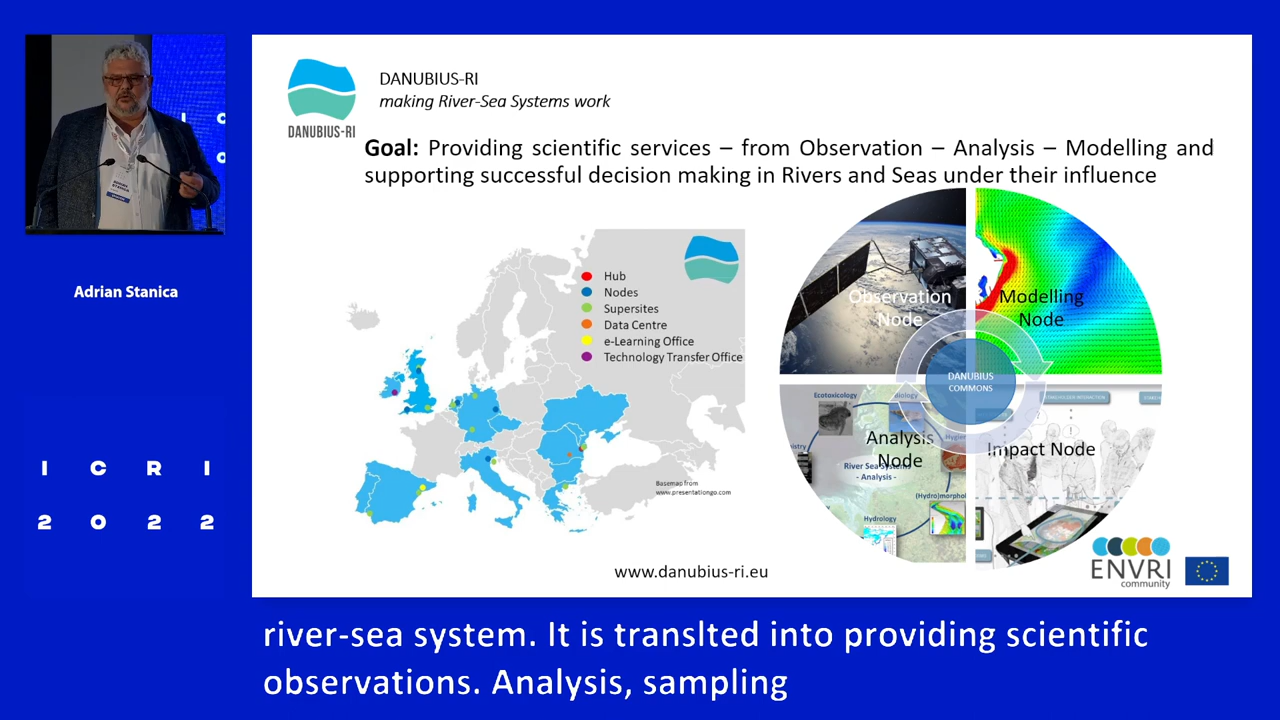 DANUBIUS-RI
making River-Sea Systems work
DANUBIUS-RI
Goal: Providing scientific services – from Observation – Analysis – Modelling and
supporting successful decision making in Rivers and Seas under their influence
Adrian Stanica
I C R I
2 0 2 2
Hub
Nodes
Supersites
Data Centre
e-Learning Office
Technology Transfer Office
Basemap from
www.presentationgo.com
Observation
Node
Modelling
Node
DANUBIUS
COMMONS
Analysis
Node
Impact Node
Ecotoxicology
River Sea Systems
- Analysis -
Hydrology
www.danubius-ri.eu
ENVRI
community
river-sea system. It is translted into providing scientific
observations. Analysis, sampling